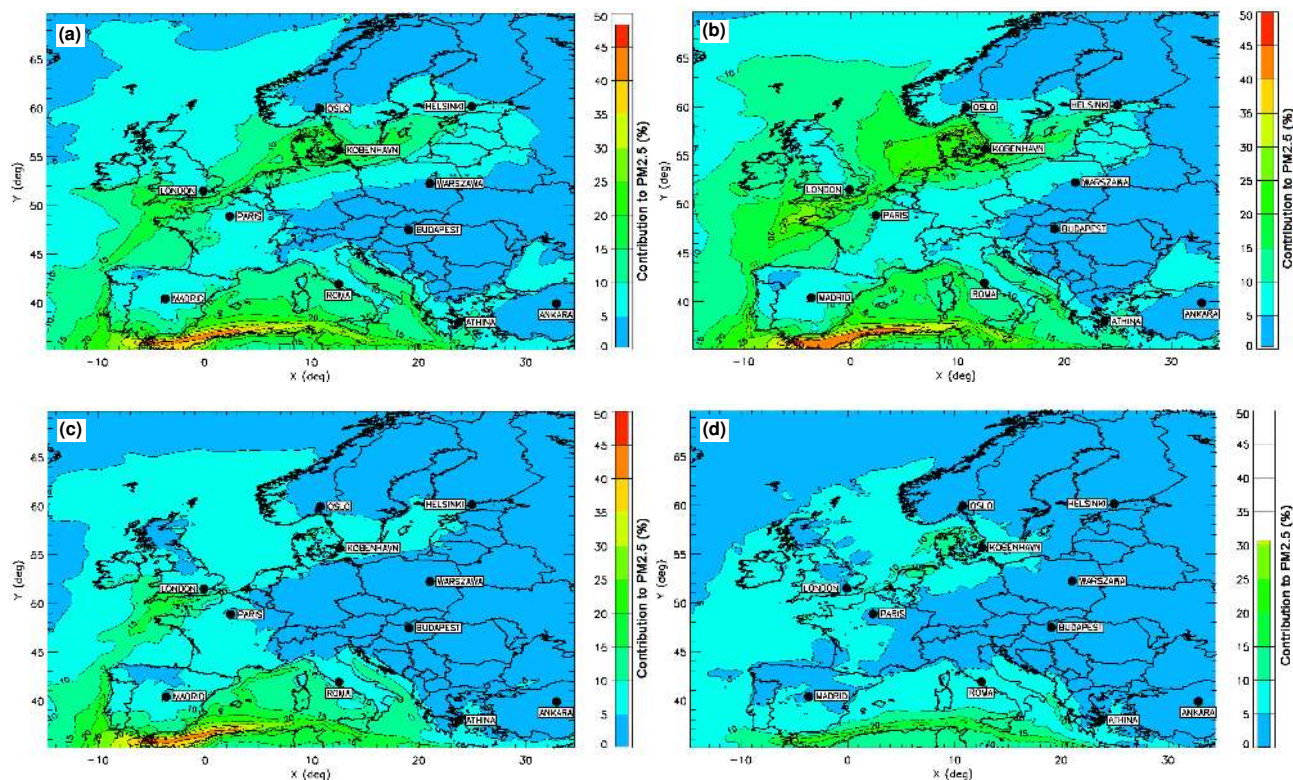 (a)
65
60
55
50
45
40
Y (deg)
-10
0
10
20
30
X (deg)
OSLO
HELSINKI
KOBENHAVN
LONDON
WARSZAWA
PARIS
BUDAPEST
MADRID
ROMA
ATHINA
ANKARA
50
45
40
35
30
25
20
15
10
5
0
Contribution to PM2.5 (%)
(b)
65
60
55
50
45
40
Y (deg)
-10
0
10
20
30
X (deg)
OSLO
HELSINKI
KOBENHAVN
LONDON
WARSZAWA
PARIS
BUDAPEST
MADRID
ROMA
ATHINA
ANKARA
50
45
40
35
30
25
20
15
10
5
0
Contribution to PM2.5 (%)
(c)
65
60
55
50
45
40
Y (deg)
-10
0
10
20
30
X (deg)
OSLO
HELSINKI
KOBENHAVN
LONDON
WARSZAWA
PARIS
BUDAPEST
MADRID
ROMA
ATHINA
ANKARA
50
45
40
35
30
25
20
15
10
5
0
Contribution to PM2.5 (%)
(d)
65
60
55
50
45
40
Y (deg)
-10
0
10
20
30
X (deg)
OSLO
HELSINKI
KOBENHAVN
LONDON
WARSZAWA
PARIS
BUDAPEST
MADRID
ROMA
ATHINA
ANKARA
50
45
40
35
30
25
20
15
10
5
0
Contribution to PM2.5 (%)